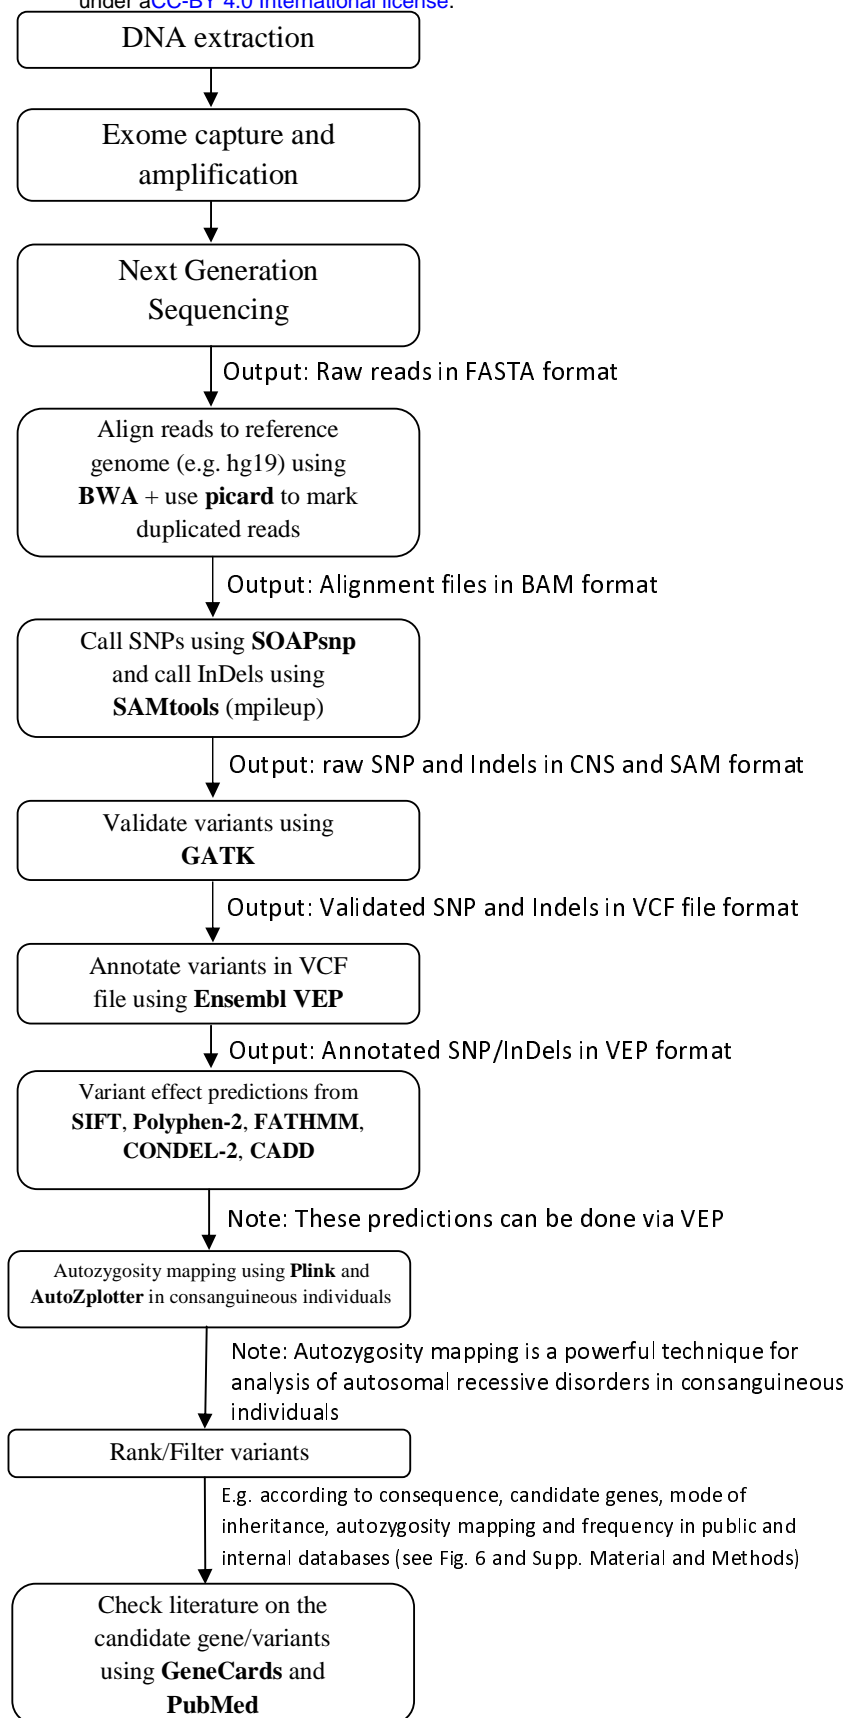 under aCC-BY 4.0 International license.
DNA extraction
Exome capture and
amplification
Next Generation
Sequencing
Output: Raw reads in FASTA format
Align reads to reference
genome (e.g. hg19) using
BWA + use picard to mark
duplicated reads
Output: Alignment files in BAM format
Call SNPs using SOAPsnp
and call InDels using
SAMtools (mpileup)
Output: raw SNP and Indels in CNS and SAM format
Validate variants using
GATK
Output: Validated SNP and Indels in VCF file format
Annotate variants in VCF
file using Ensembl VEP
Output: Annotated SNP/InDels in VEP format
Variant effect predictions from
SIFT, Polyphen-2, FATHMM,
CONDEL-2, CADD
Note: These predictions can be done via VEP
Autozygosity mapping using Plink and
AutoZplotter in consanguineous individuals
Note: Autozygosity mapping is a powerful technique for
analysis of autosomal recessive disorders in consanguineous
individuals
Rank/Filter variants
E.g. according to consequence, candidate genes, mode of
inheritance, autozygosity mapping and frequency in public and
internal databases (see Fig. 6 and Supp. Material and Methods)
Check literature on the
candidate gene/variants
using GeneCards and
PubMed